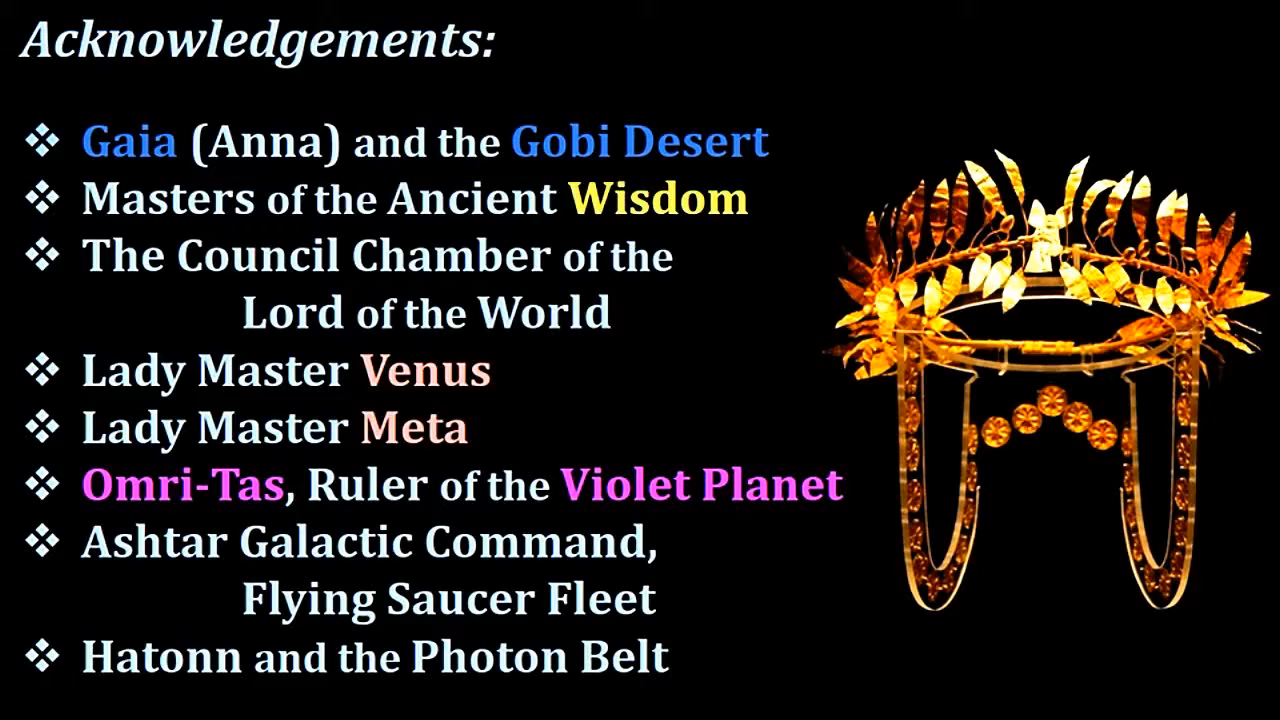 Acknowledgements:
❖ Gaia (Anna) and the Gobi Desert
❖ Masters of the Ancient Wisdom
❖ The Council Chamber of the
Lord of the World
❖ Lady Master Venus
❖ Lady Master Meta
❖ Omri-Tas, Ruler of the Violet Planet
❖ Ashtar Galactic Command,
Flying Saucer Fleet
❖ Hatonn and the Photon Belt